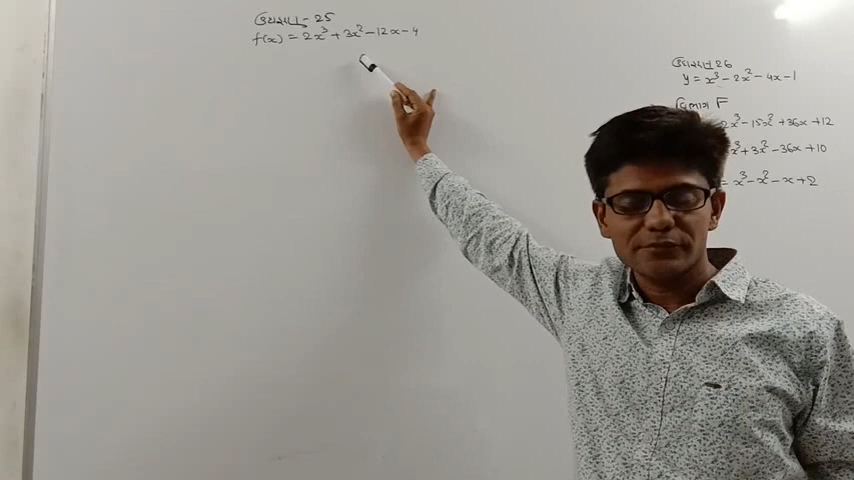 ઉદાહરણ - 25
f(x) = 2x³ + 3x² - 12x - 4
ઉદાહરણ 26
y = x³ - 2x² - 4x - 1
વિભાગ F
2x³ - 15x² + 36x + 12
x³ + 3x² - 36x + 10
= x³ - x² - x + 2